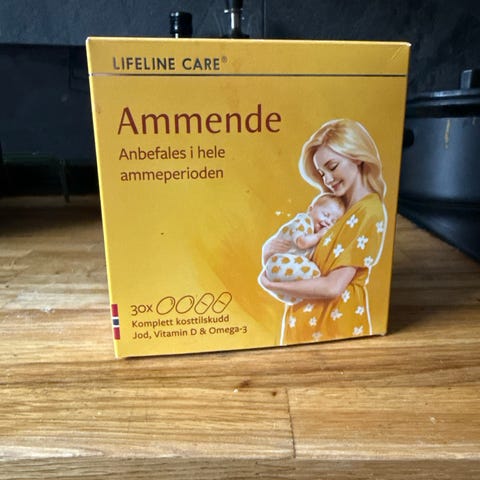 LIFELINE CARE®
Ammende
Anbefales i hele
ammeperioden
30x
Komplett kosttilskudd
Jod, Vitamin D & Omega-3